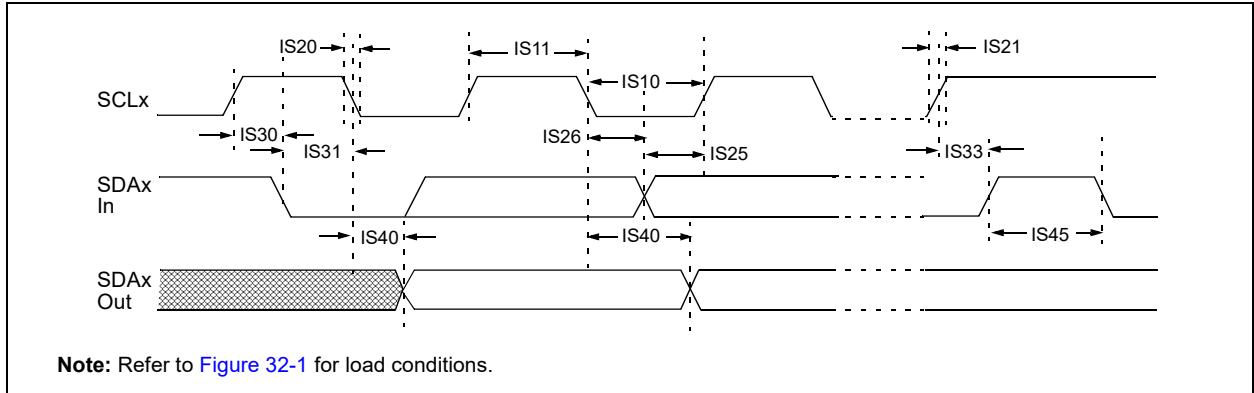 IS20
IS11
IS21
IS10
SCLx
IS30
IS26
IS31
IS25
IS33
SDAx
In
IS40
IS40
IS45
SDAx
Out
Note: Refer to Figure 32-1 for load conditions.